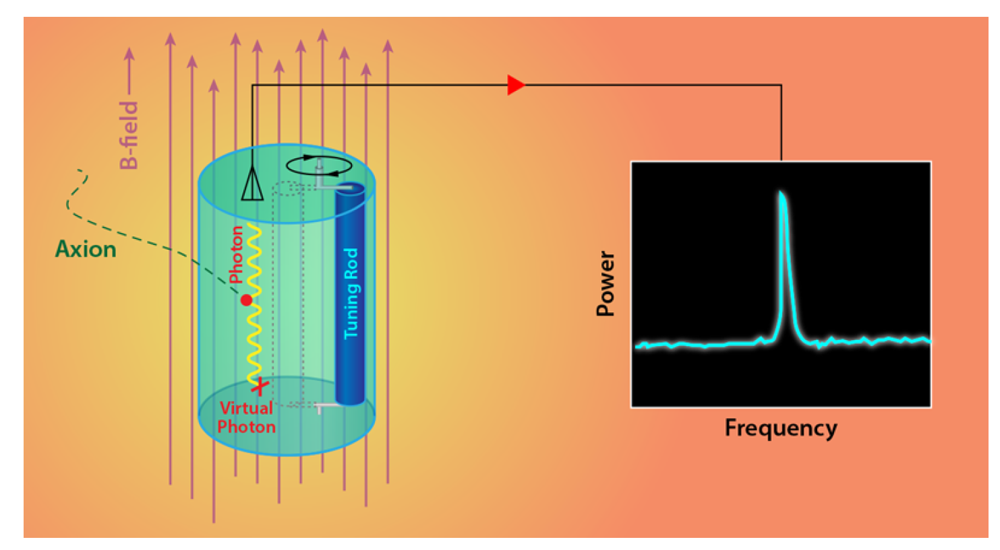 B-field
Axion
Photon
Tuning Rod
Virtual
Photon
Power
Frequency